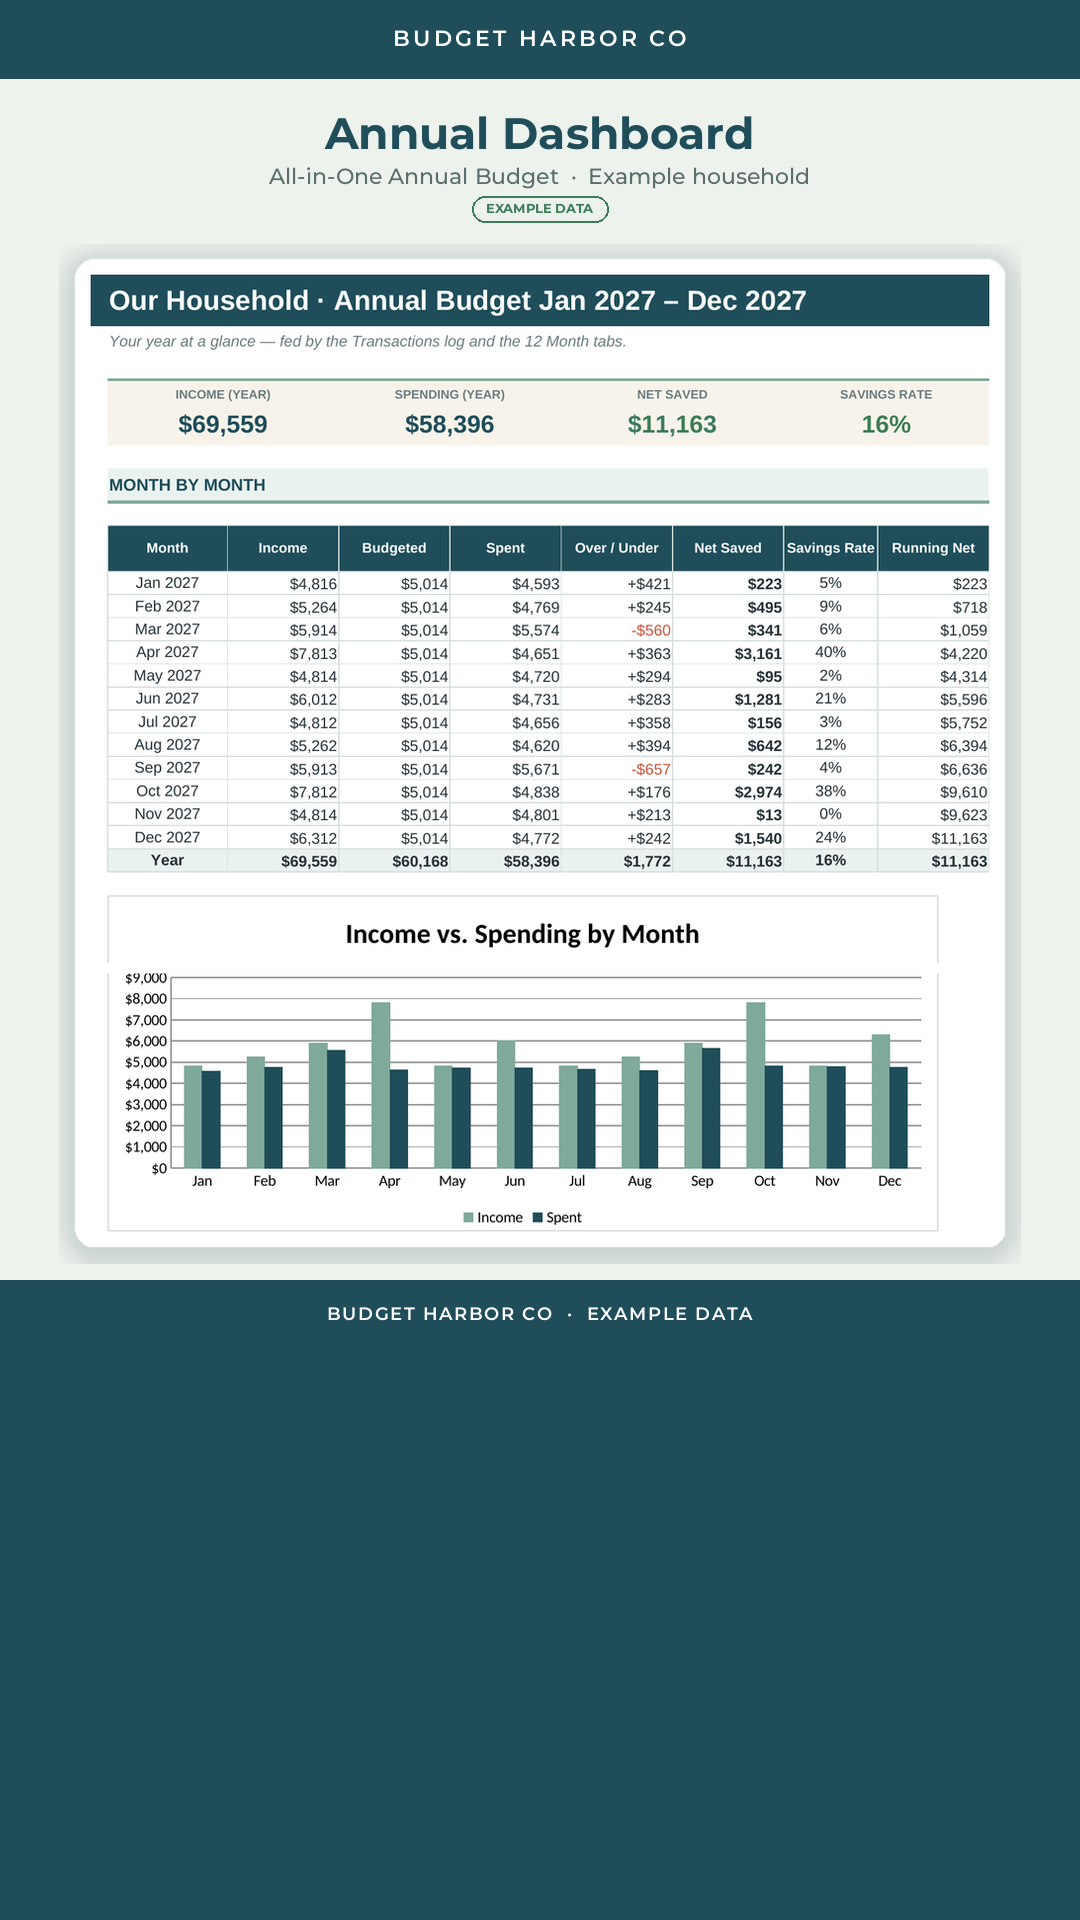 BUDGET HARBOR CO
Annual Dashboard
All-in-One Annual Budget · Example household
EXAMPLE DATA
Our Household · Annual Budget Jan 2027 – Dec 2027
Your year at a glance — fed by the Transactions log and the 12 Month tabs.
INCOME (YEAR) SPENDING (YEAR) NET SAVED SAVINGS RATE
$69,559 $58,396 $11,163 16%
MONTH BY MONTH
Month Income Budgeted Spent Over / Under Net Saved Savings Rate Running Net
Jan 2027 $4,816 $5,014 $4,593 +$421 $223 5% $223
Feb 2027 $5,264 $5,014 $4,769 +$245 $495 9% $718
Mar 2027 $5,914 $5,014 $5,574 -$560 $341 6% $1,059
Apr 2027 $7,813 $5,014 $4,651 +$363 $3,161 40% $4,220
May 2027 $4,814 $5,014 $4,720 +$294 $95 2% $4,314
Jun 2027 $6,012 $5,014 $4,731 +$283 $1,281 21% $5,596
Jul 2027 $4,812 $5,014 $4,656 +$358 $156 3% $5,752
Aug 2027 $5,262 $5,014 $4,620 +$394 $642 12% $6,394
Sep 2027 $5,913 $5,014 $5,671 -$657 $242 4% $6,636
Oct 2027 $7,812 $5,014 $4,838 +$176 $2,974 38% $9,610
Nov 2027 $4,814 $5,014 $4,801 +$213 $13 0% $9,623
Dec 2027 $6,312 $5,014 $4,772 +$242 $1,540 24% $11,163
Year $69,559 $60,168 $58,396 $1,772 $11,163 16% $11,163
Income vs. Spending by Month
$9,000
$8,000
$7,000
$6,000
$5,000
$4,000
$3,000
$2,000
$1,000
$0
Jan Feb Mar Apr May Jun Jul Aug Sep Oct Nov Dec
Income Spent
BUDGET HARBOR CO · EXAMPLE DATA